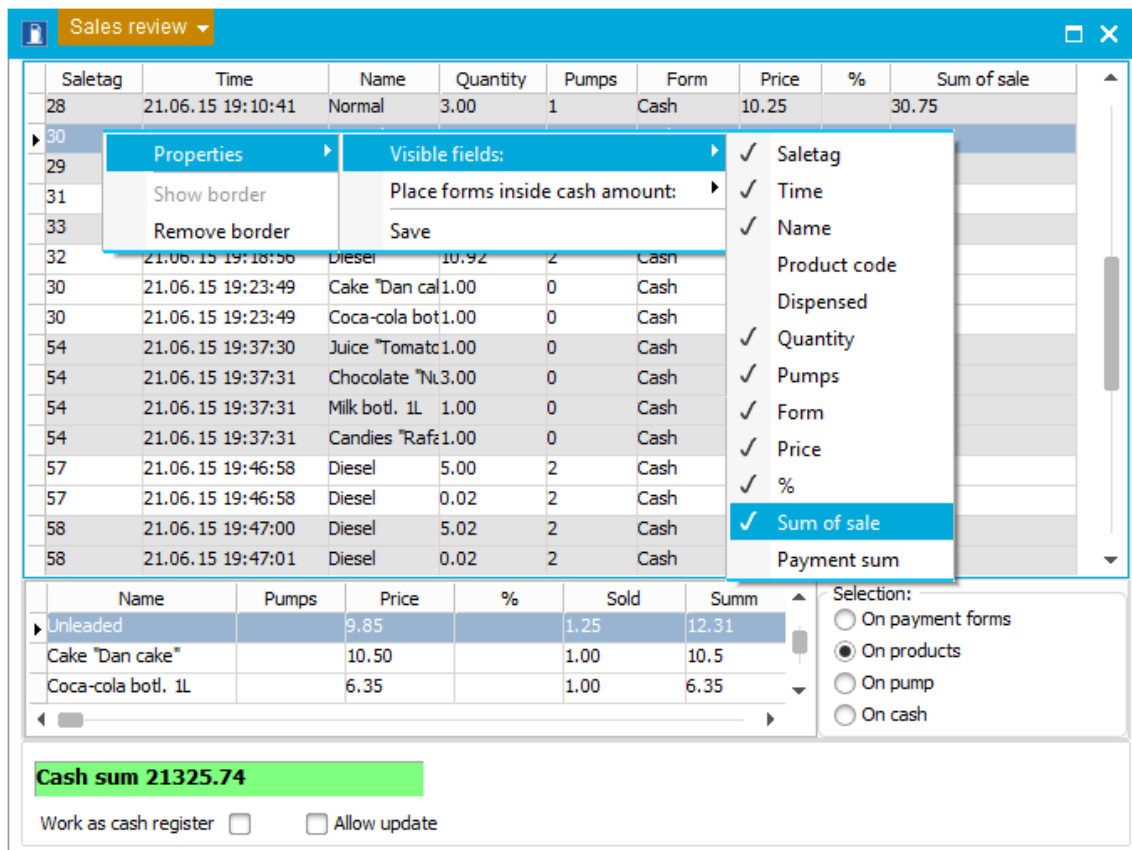 Sales review
Saletag Time Name Quantity Pumps Form Price % Sum of sale
28 21.06.15 19:10:41 Normal 3.00 1 Cash 10.25 30.75
30
Properties Visible fields: Saletag
29
Show border Place forms inside cash amount: Time
31
Remove border Save Name
33
32 21.06.15 19:18:56 Diesel 10.92 2 Cash
Product code
30 21.06.15 19:23:49 Cake "Dan cal 1.00 0 Cash
Dispensed
30 21.06.15 19:23:49 Coca-cola bot 1.00 0 Cash
Quantity
54 21.06.15 19:37:30 Juice "Tomato 1.00 0 Cash
Pumps
54 21.06.15 19:37:31 Chocolate "Nu 3.00 0 Cash
Form
54 21.06.15 19:37:31 Milk botl. 1L 1.00 0 Cash
54 21.06.15 19:37:31 Candies "Rafa 1.00 0 Cash
Price
57 21.06.15 19:46:58 Diesel 5.00 2 Cash
%
57 21.06.15 19:46:58 Diesel 0.02 2 Cash
Sum of sale
58 21.06.15 19:47:00 Diesel 5.02 2 Cash
58 21.06.15 19:47:01 Diesel 0.02 2 Cash
Payment sum
Name Pumps Price % Sold Summ
Unleaded 9.85 1.25 12.31
Cake "Dan cake" 10.50 1.00 10.5
Coca-cola botl. 1L 6.35 1.00 6.35
Selection:
On payment forms
On products
On pump
On cash
Cash sum 21325.74
Work as cash register Allow update